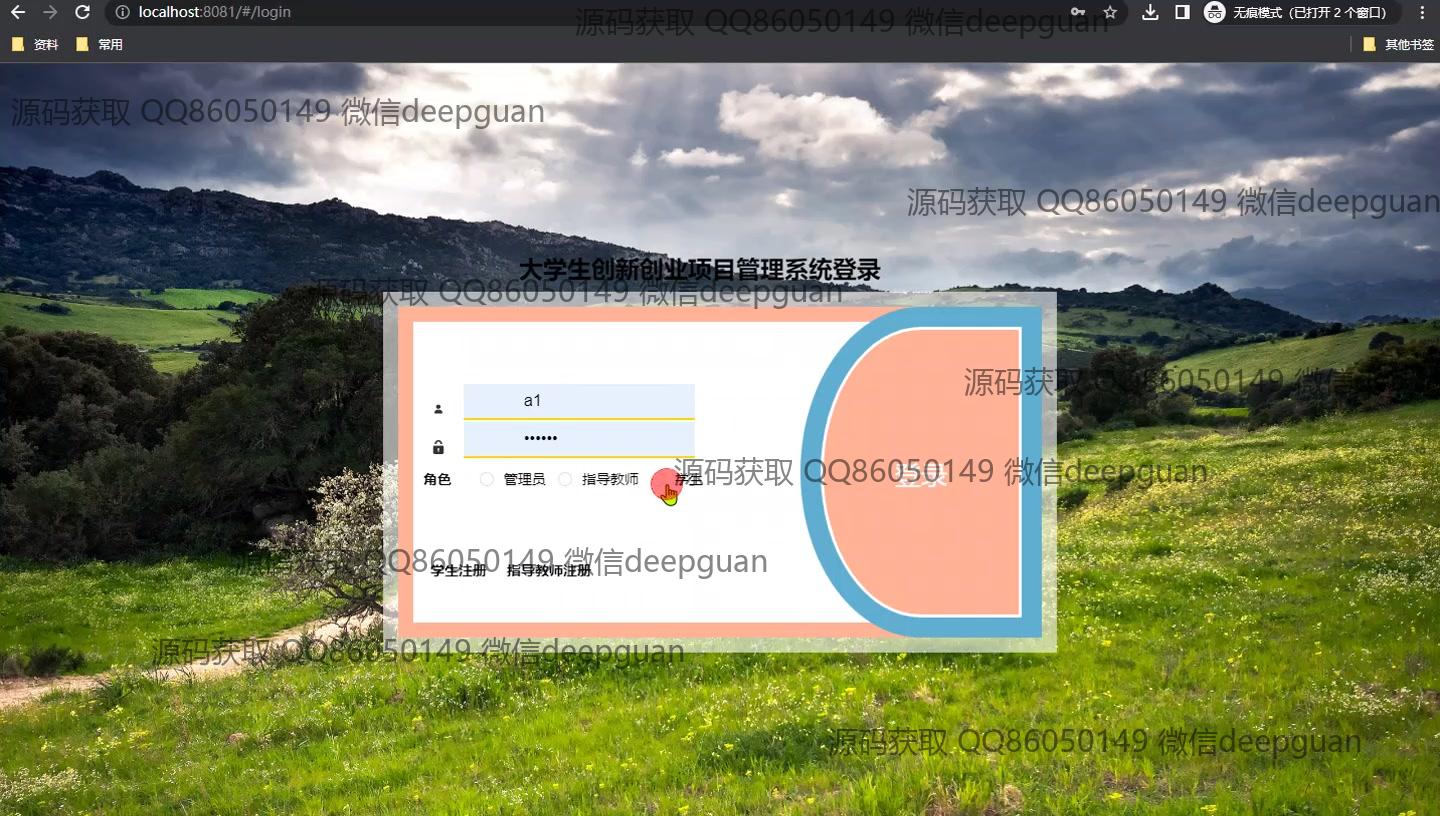 localhost:8081/#/login
无痕模式（已打开 2 个窗口）
资料 常用 其他书签
源码获取 QQ86050149 微信deepguan
源码获取 QQ86050149 微信deepguan
源码获取 QQ86050149 微信deepguan
大学生创新创业项目管理系统登录
源码获取 QQ86050149 微信deepguan
源码获取 QQ86050149 微信
a1
••••••
源码获取 QQ86050149 微信deepguan
角色 管理员 指导教师 学生
登录
源码获取 QQ86050149 微信deepguan
学生注册 指导教师注册
源码获取 QQ86050149 微信deepguan
源码获取 QQ86050149 微信deepguan